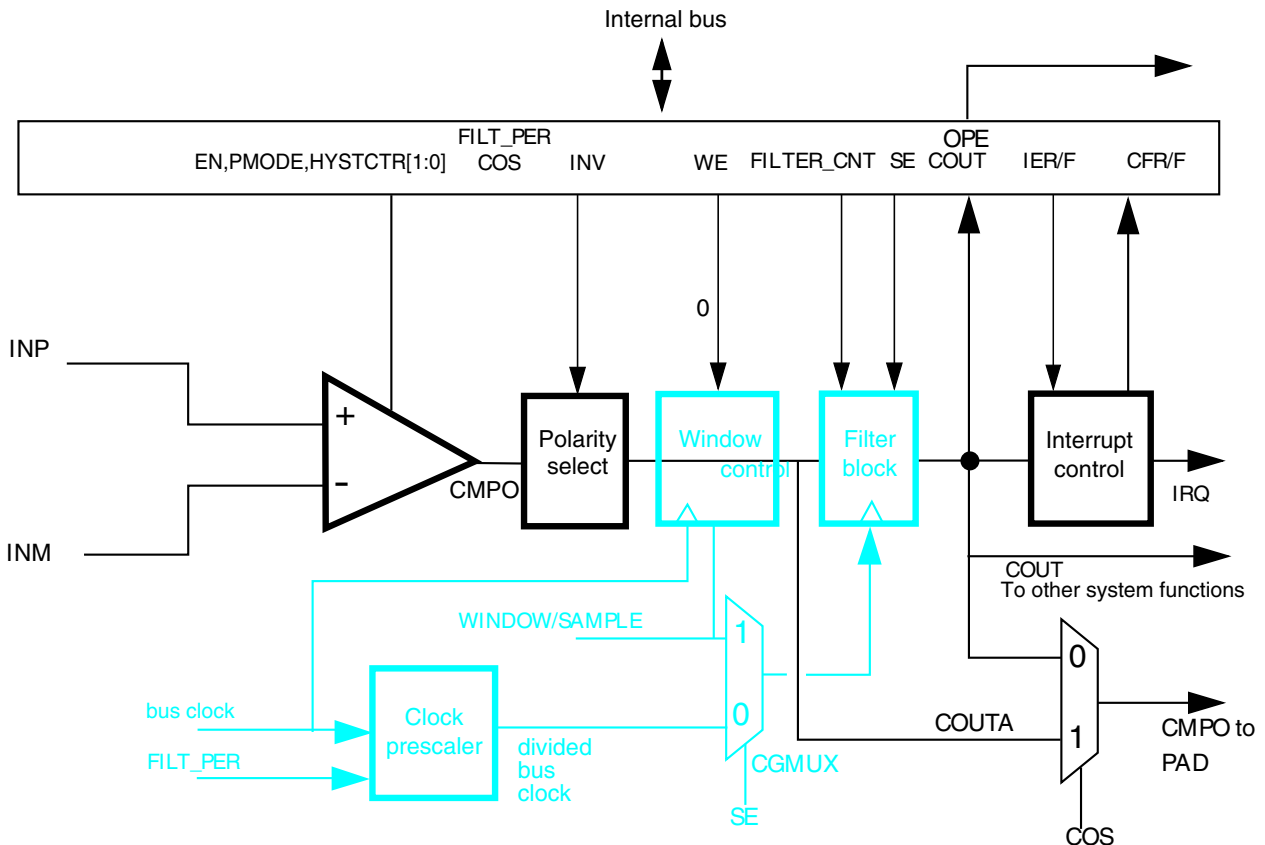 Internal bus
FILT_PER
OPE
EN,PMODE,HYSTCTR[1:0]
COS
INV
WE
FILTER_CNT
SE
COUT
IER/F
CFR/F
0
INP
+
-
INM
CMPO
Polarity
select
Window
control
Filter
block
Interrupt
control
IRQ
COUT
To other system functions
WINDOW/SAMPLE
1
0
bus clock
FILT_PER
Clock
prescaler
divided
bus
clock
CGMUX
SE
COUTA
0
1
CMPO to
PAD
COS